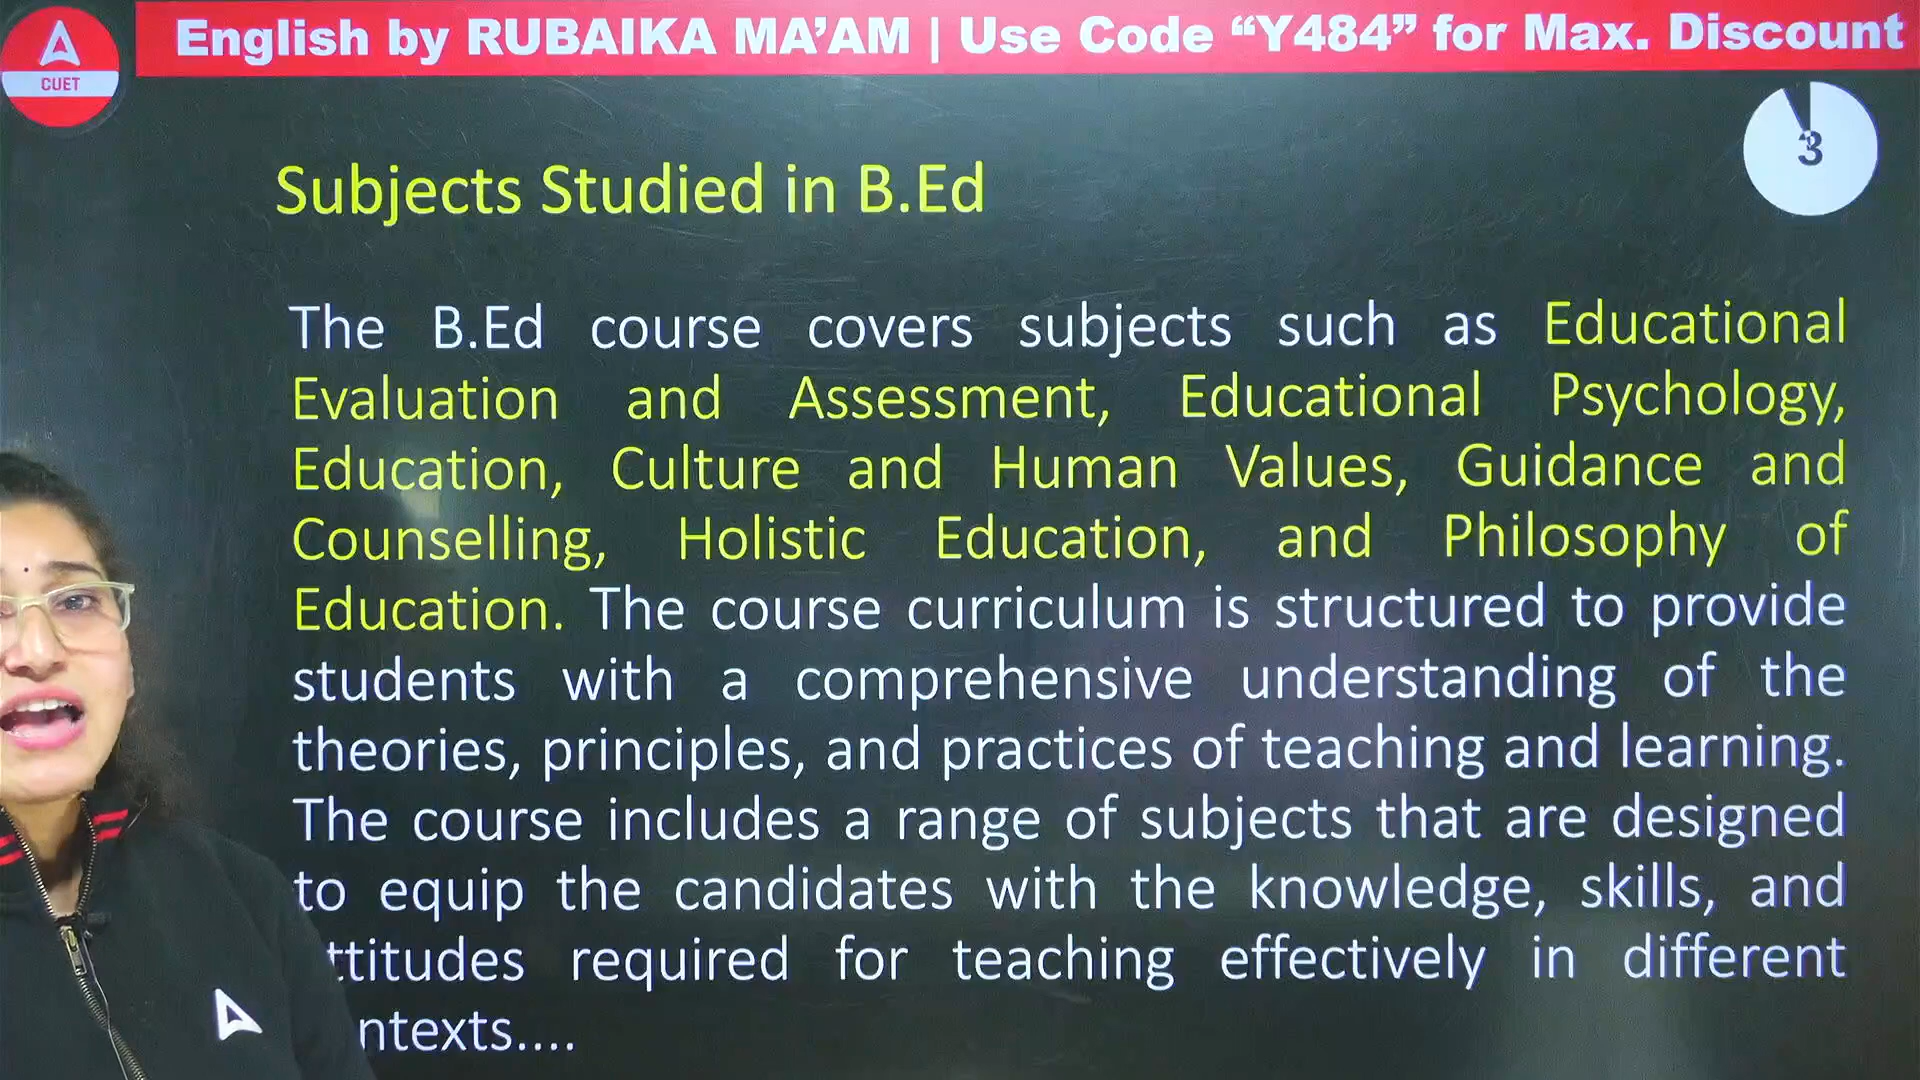 English by RUBAIKA MA’AM | Use Code “Y484” for Max. Discount
CUET
3
Subjects Studied in B.Ed
The B.Ed course covers subjects such as Educational
Evaluation and Assessment, Educational Psychology,
Education, Culture and Human Values, Guidance and
Counselling, Holistic Education, and Philosophy of
Education. The course curriculum is structured to provide
students with a comprehensive understanding of the
theories, principles, and practices of teaching and learning.
The course includes a range of subjects that are designed
to equip the candidates with the knowledge, skills, and
ttitudes required for teaching effectively in different
ntexts....